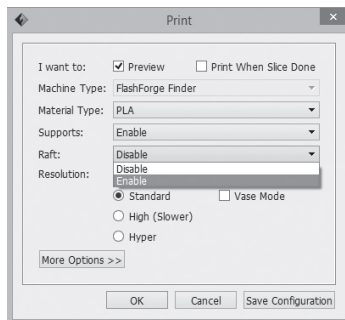 Print
I want to: Preview Print When Slice Done
Machine Type: FlashForge Finder
Material Type: PLA
Supports: Enable
Raft: Disable
Disable
Enable
Resolution:
Standard Vase Mode
High (Slower)
Hyper
More Options >>
OK Cancel Save Configuration